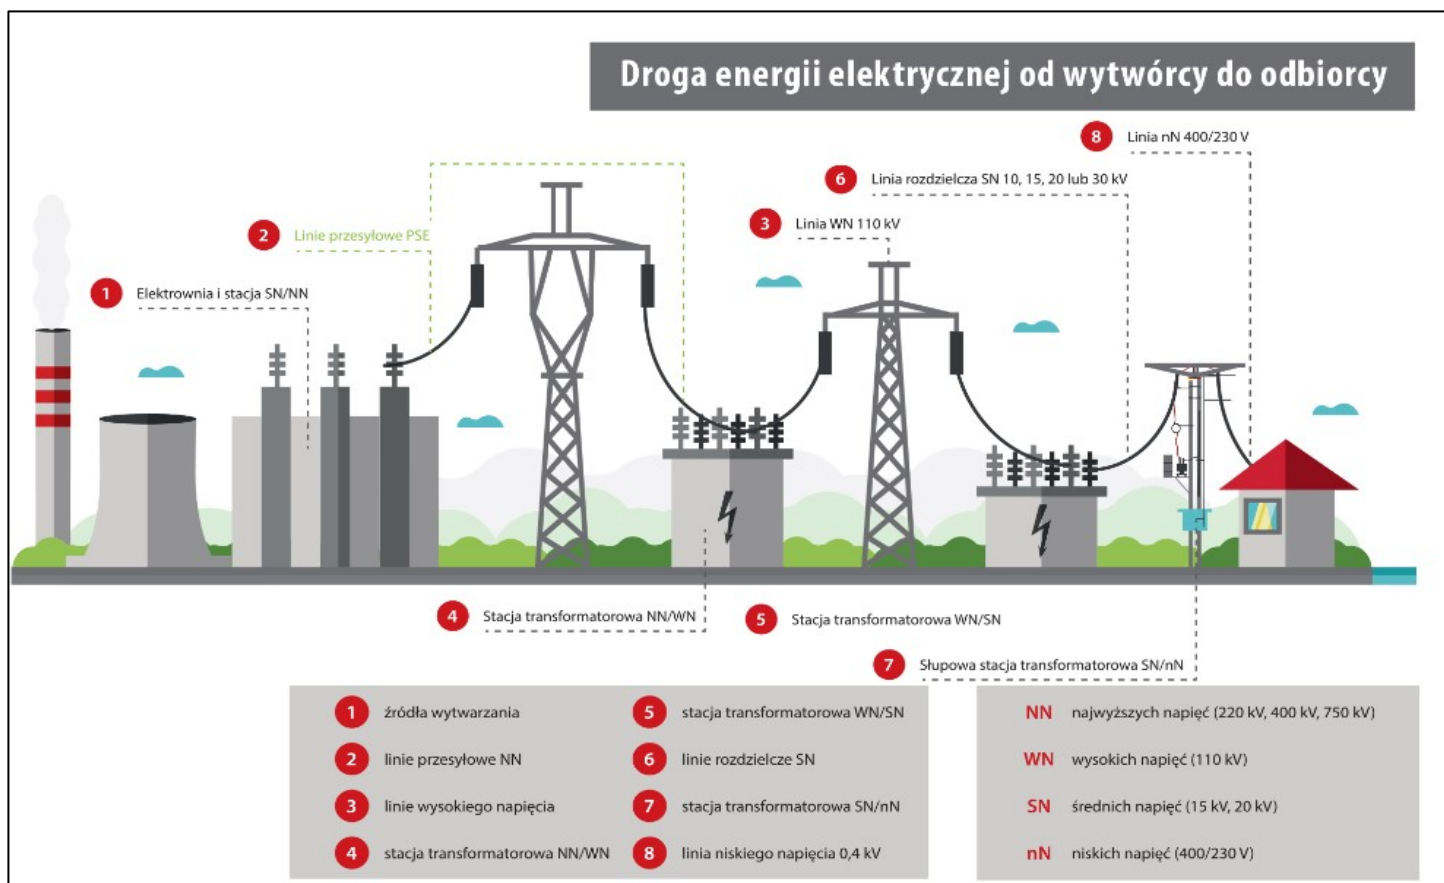 Droga energii elektrycznej od wytwórcy do odbiorcy
8 Linia nN 400/230 V
6 Linia rozdzielcza SN 10, 15, 20 lub 30 kV
3 Linia WN 110 kV
2 Linie przesyłowe PSE
1 Elektrownia i stacja SN/NN
4 Stacja transformatorowa NN/WN
5 Stacja transformatorowa WN/SN
7 Słupowa stacja transformatorowa SN/nN
1 źródła wytwarzania
2 linie przesyłowe NN
3 linie wysokiego napięcia
4 stacja transformatorowa NN/WN
5 stacja transformatorowa WN/SN
6 linie rozdzielcze SN
7 stacja transformatorowa SN/nN
8 linia niskiego napięcia 0,4 kV
NN najwyższych napięć (220 kV, 400 kV, 750 kV)
WN wysokich napięć (110 kV)
SN średnich napięć (15 kV, 20 kV)
nN niskich napięć (400/230 V)